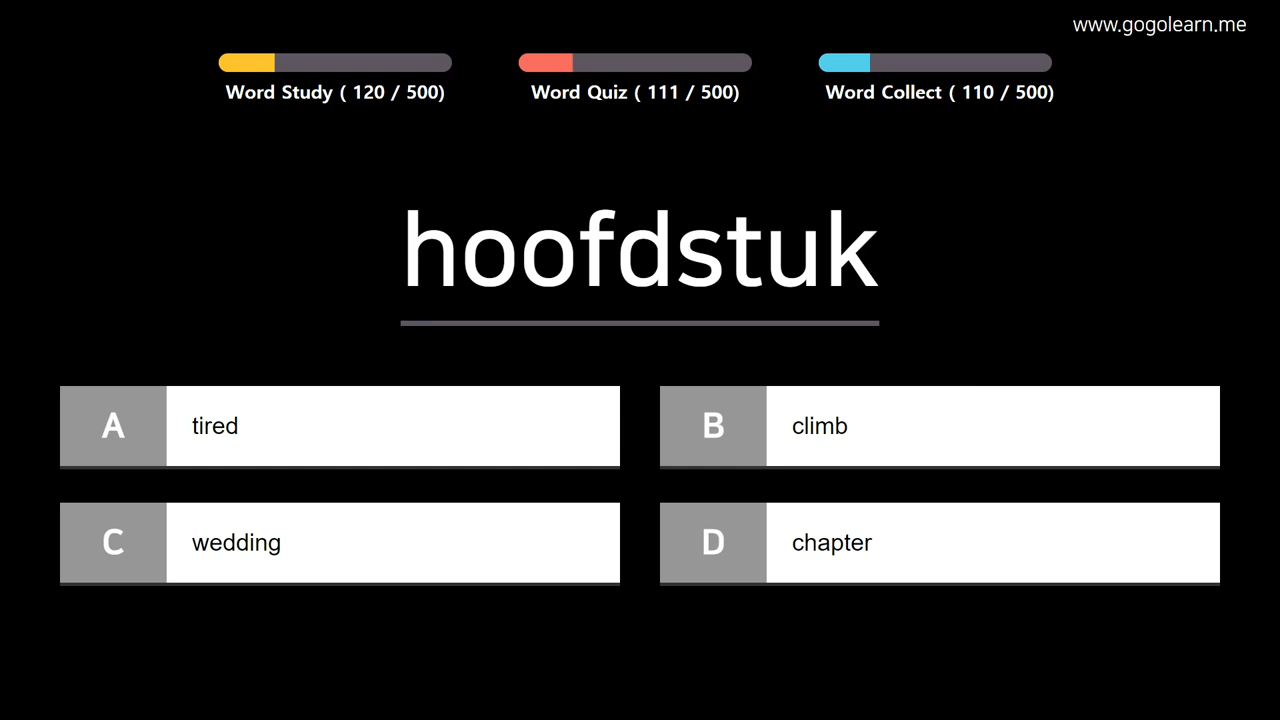 www.gogolearn.me
Word Study ( 120 / 500)
Word Quiz ( 111 / 500)
Word Collect ( 110 / 500)
hoofdstuk
A tired
B climb
C wedding
D chapter